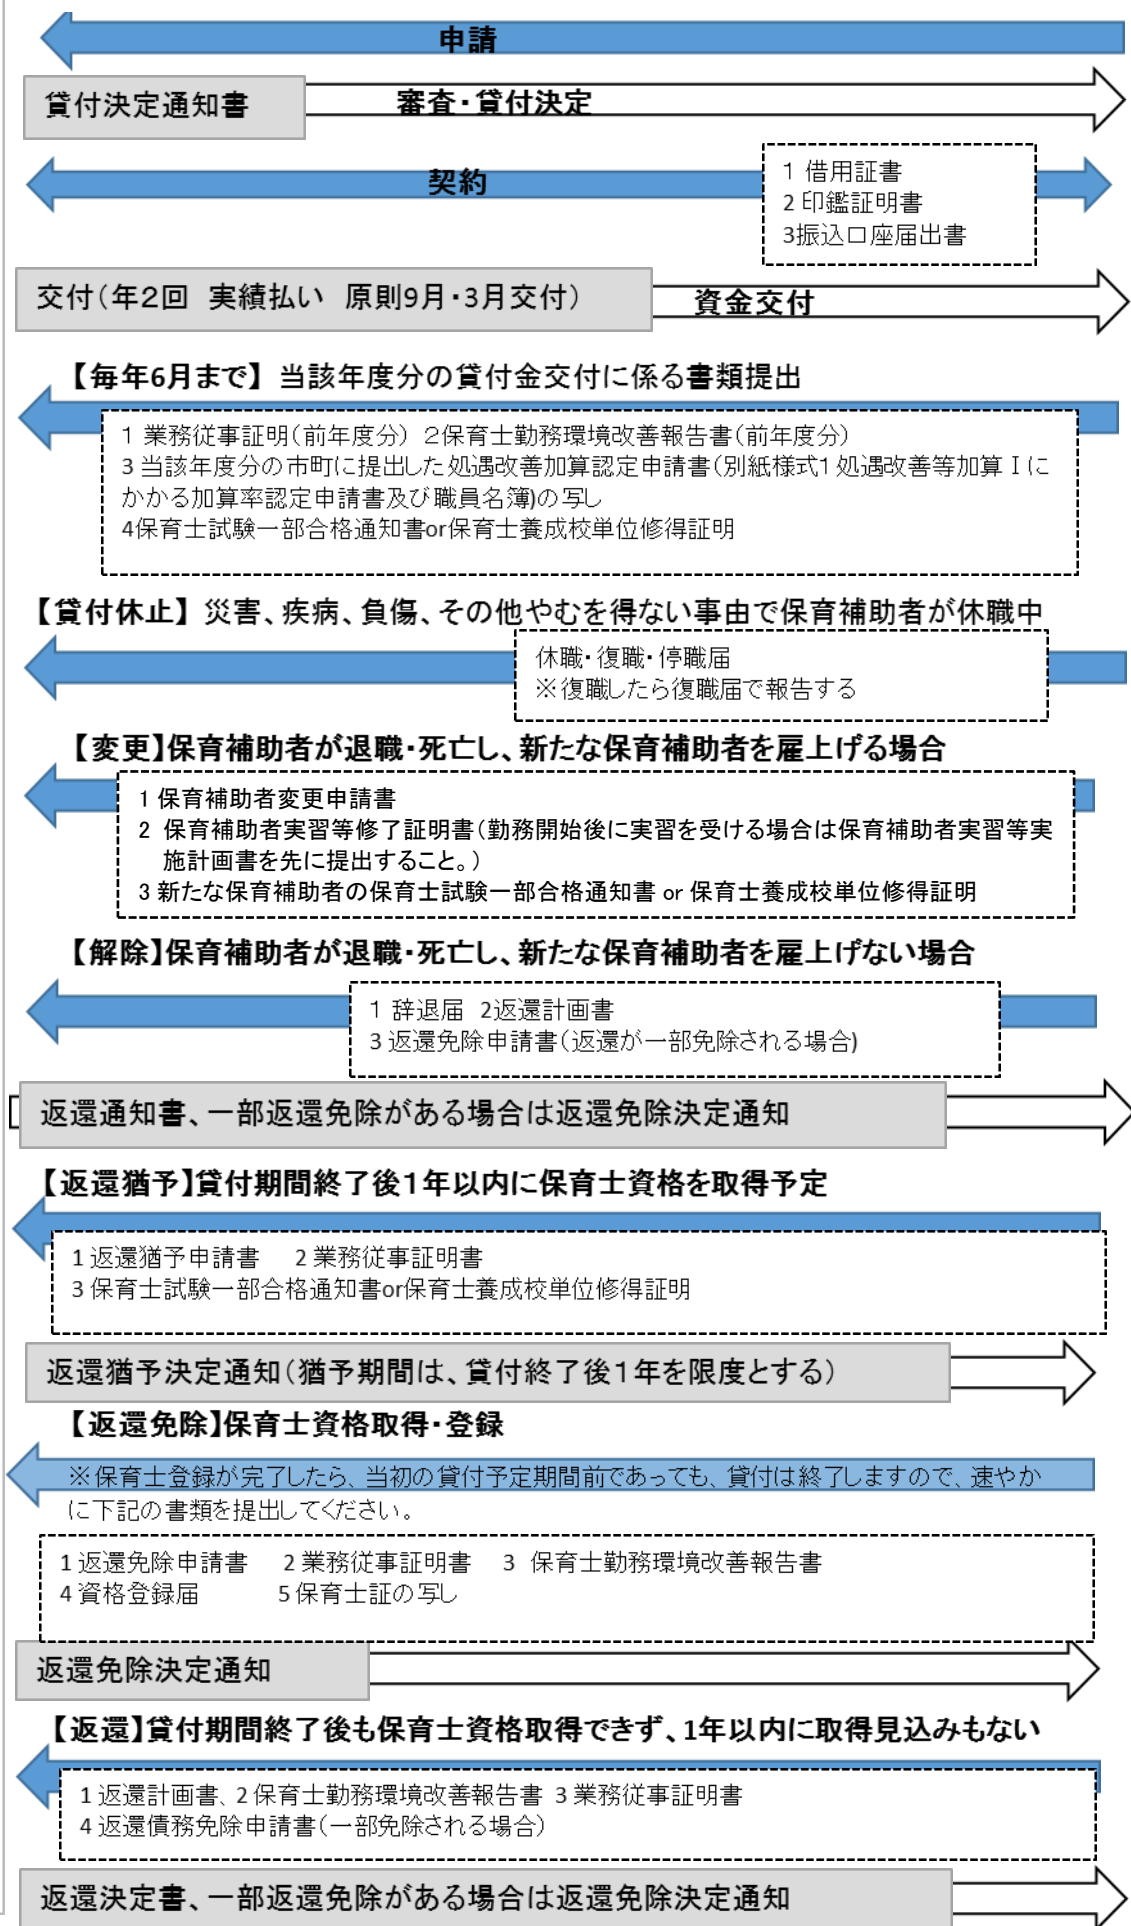 申請
貸付決定通知書
審査・貸付決定
契約
1 借用証書
2 印鑑証明書
3振込口座届出書
交付(年2回 実績払い 原則9月・3月交付)
資金交付
【毎年6月まで】 当該年度分の貸付金交付に係る書類提出
1 業務従事証明(前年度分) 2保育士勤務環境改善報告書(前年度分)
3 当該年度分の市町に提出した処遇改善加算認定申請書(別紙様式1 処遇改善等加算Ⅰに
かかる加算率認定申請書及び職員名簿)の写し
4保育士試験一部合格通知書or保育士養成校単位修得証明
【貸付休止】 災害、疾病、負傷、その他やむを得ない事由で保育補助者が休職中
休職・復職・停職届
※復職したら復職届で報告する
【変更】保育補助者が退職・死亡し、新たな保育補助者を雇上げる場合
1 保育補助者変更申請書
2 保育補助者実習等修了証明書(勤務開始後に実習を受ける場合は保育補助者実習等実
施計画書を先に提出すること。)
3 新たな保育補助者の保育士試験一部合格通知書 or 保育士養成校単位修得証明
【解除】保育補助者が退職・死亡し、新たな保育補助者を雇上げない場合
1 辞退届 2返還計画書
3 返還免除申請書(返還が一部免除される場合)
返還通知書、一部返還免除がある場合は返還免除決定通知
【返還猶予】貸付期間終了後1年以内に保育士資格を取得予定
1 返還猶予申請書 2 業務従事証明書
3 保育士試験一部合格通知書or保育士養成校単位修得証明
返還猶予決定通知(猶予期間は、貸付終了後1年を限度とする)
【返還免除】保育士資格取得・登録
※保育士登録が完了したら、当初の貸付予定期間前であっても、貸付は終了しますので、速やか
に下記の書類を提出してください。
1 返還免除申請書 2 業務従事証明書 3 保育士勤務環境改善報告書
4 資格登録届 5 保育士証の写し
返還免除決定通知
【返還】貸付期間終了後も保育士資格取得できず、1年以内に取得見込みもない
1 返還計画書、2 保育士勤務環境改善報告書 3 業務従事証明書
4 返還債務免除申請書(一部免除される場合)
返還決定書、一部返還免除がある場合は返還免除決定通知